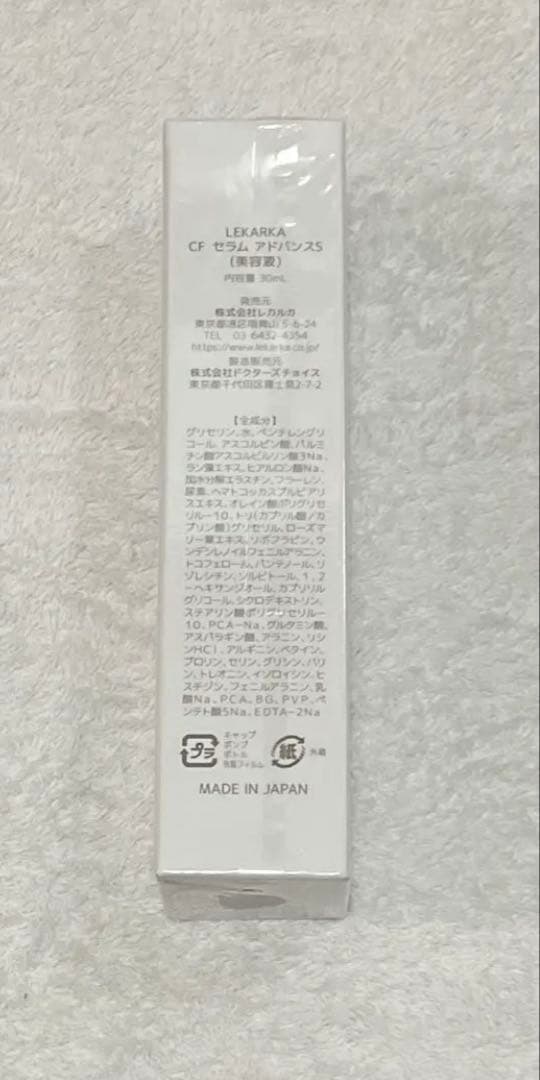 LEKARKA
CF セラム アドバンスS
(美容液)
内容量 30mL
発売元
株式会社レカルカ
東京都港区南青山 5-6-24
TEL 03-6432-4354
https://www.lekarka.co.jp/
製造販売元
株式会社ドクターズチョイス
東京都千代田区富士見2-7-2
【全成分】
グリセリン、水、ペンチレングリ
コール、アスコルビン酸、パルミ
チン酸アスコルビルリン酸3Na、
ラン葉エキス、ヒアルロン酸Na、
加水分解エラスチン、フラーレン、
尿素、ヘマトコッカスプルビアリ
スエキス、オレイン酸ポリグリセ
リル-10、トリ(カプリル酸/カ
プリン酸)グリセリル、ローズマ
リー葉エキス、リボフラビン、ウ
ンデシレノイルフェニルアラニン、
トコフェロール、パンテノール、リ
ゾレシチン、ソルビトール、1,2
-ヘキサンジオール、カプリリル
グリコール、シクロデキストリン、
ステアリン酸ポリグリセリル-
10、PCA-Na、グルタミン酸、
アスパラギン酸、アラニン、リシ
ンHCl、アルギニン、ベタイン、
プロリン、セリン、グリシン、バリ
ン、トレオニン、イソロイシン、ヒ
スチジン、フェニルアラニン、乳
酸Na、PCA、BG、PVP、ペ
ンテト酸5Na、EDTA-2Na
プラ
キャップ
ポンプ
ボトル
包装フィルム
紙
外箱
MADE IN JAPAN